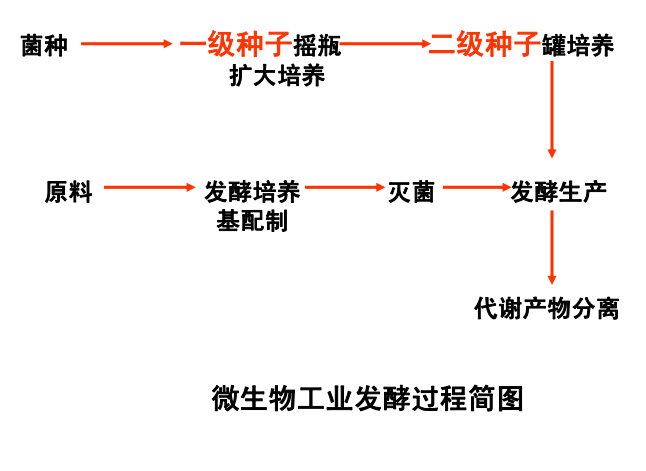 菌种 一级种子摇瓶 二级种子罐培养
扩大培养
原料 发酵培养 灭菌 发酵生产
基配制
代谢产物分离
微生物工业发酵过程简图